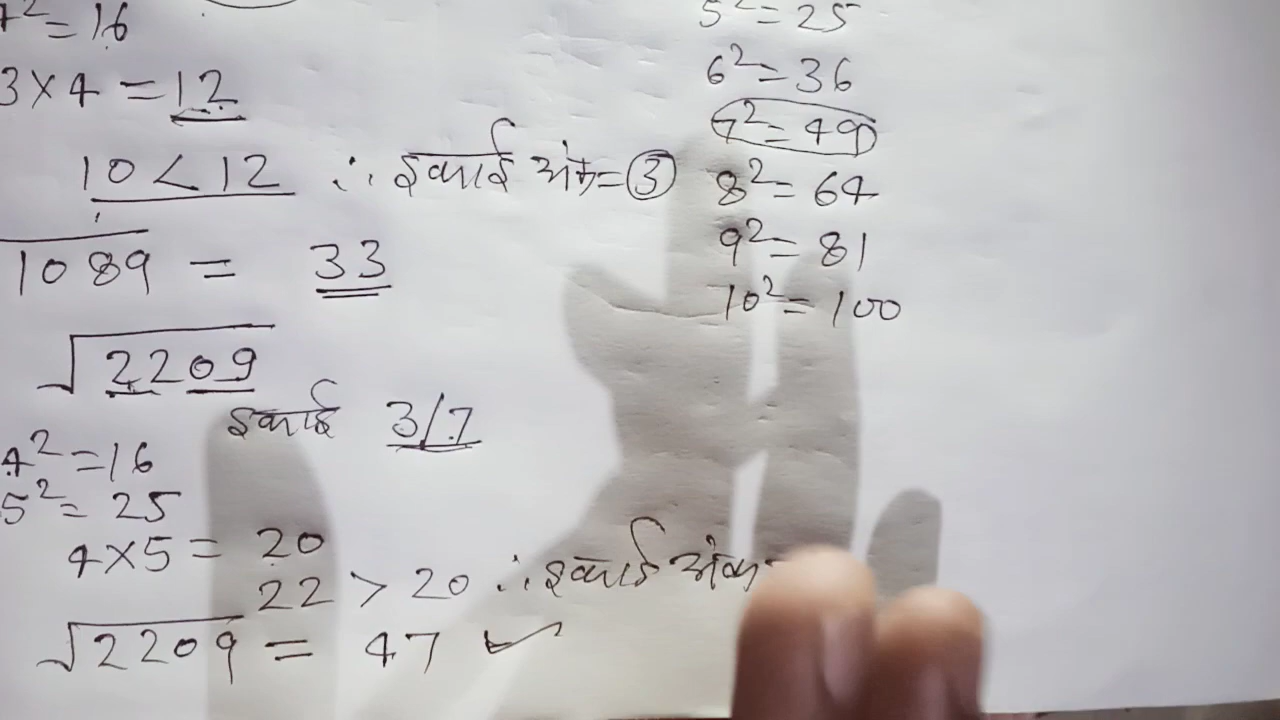 4² = 16
3 × 4 = 12
10 < 12 ∴ इकाई अंक = 3
1089 = 33
√2209
इकाई 3/7
4² = 16
5² = 25
4 × 5 = 20
22 > 20 ∴ इकाई अंक
√2209 = 47 ✓
5² = 25
6² = 36
7² = 49
8² = 64
9² = 81
10² = 100